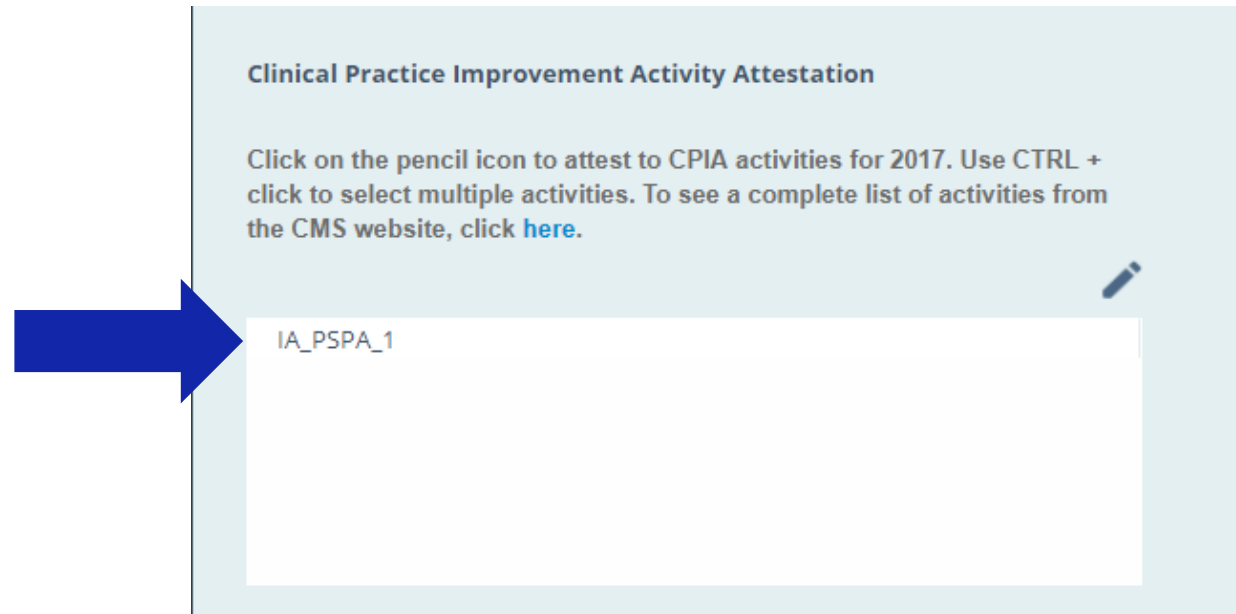 Clinical Practice Improvement Activity Attestation
Click on the pencil icon to attest to CPIA activities for 2017. Use CTRL +
click to select multiple activities. To see a complete list of activities from
the CMS website, click here.
IA_PSPA_1